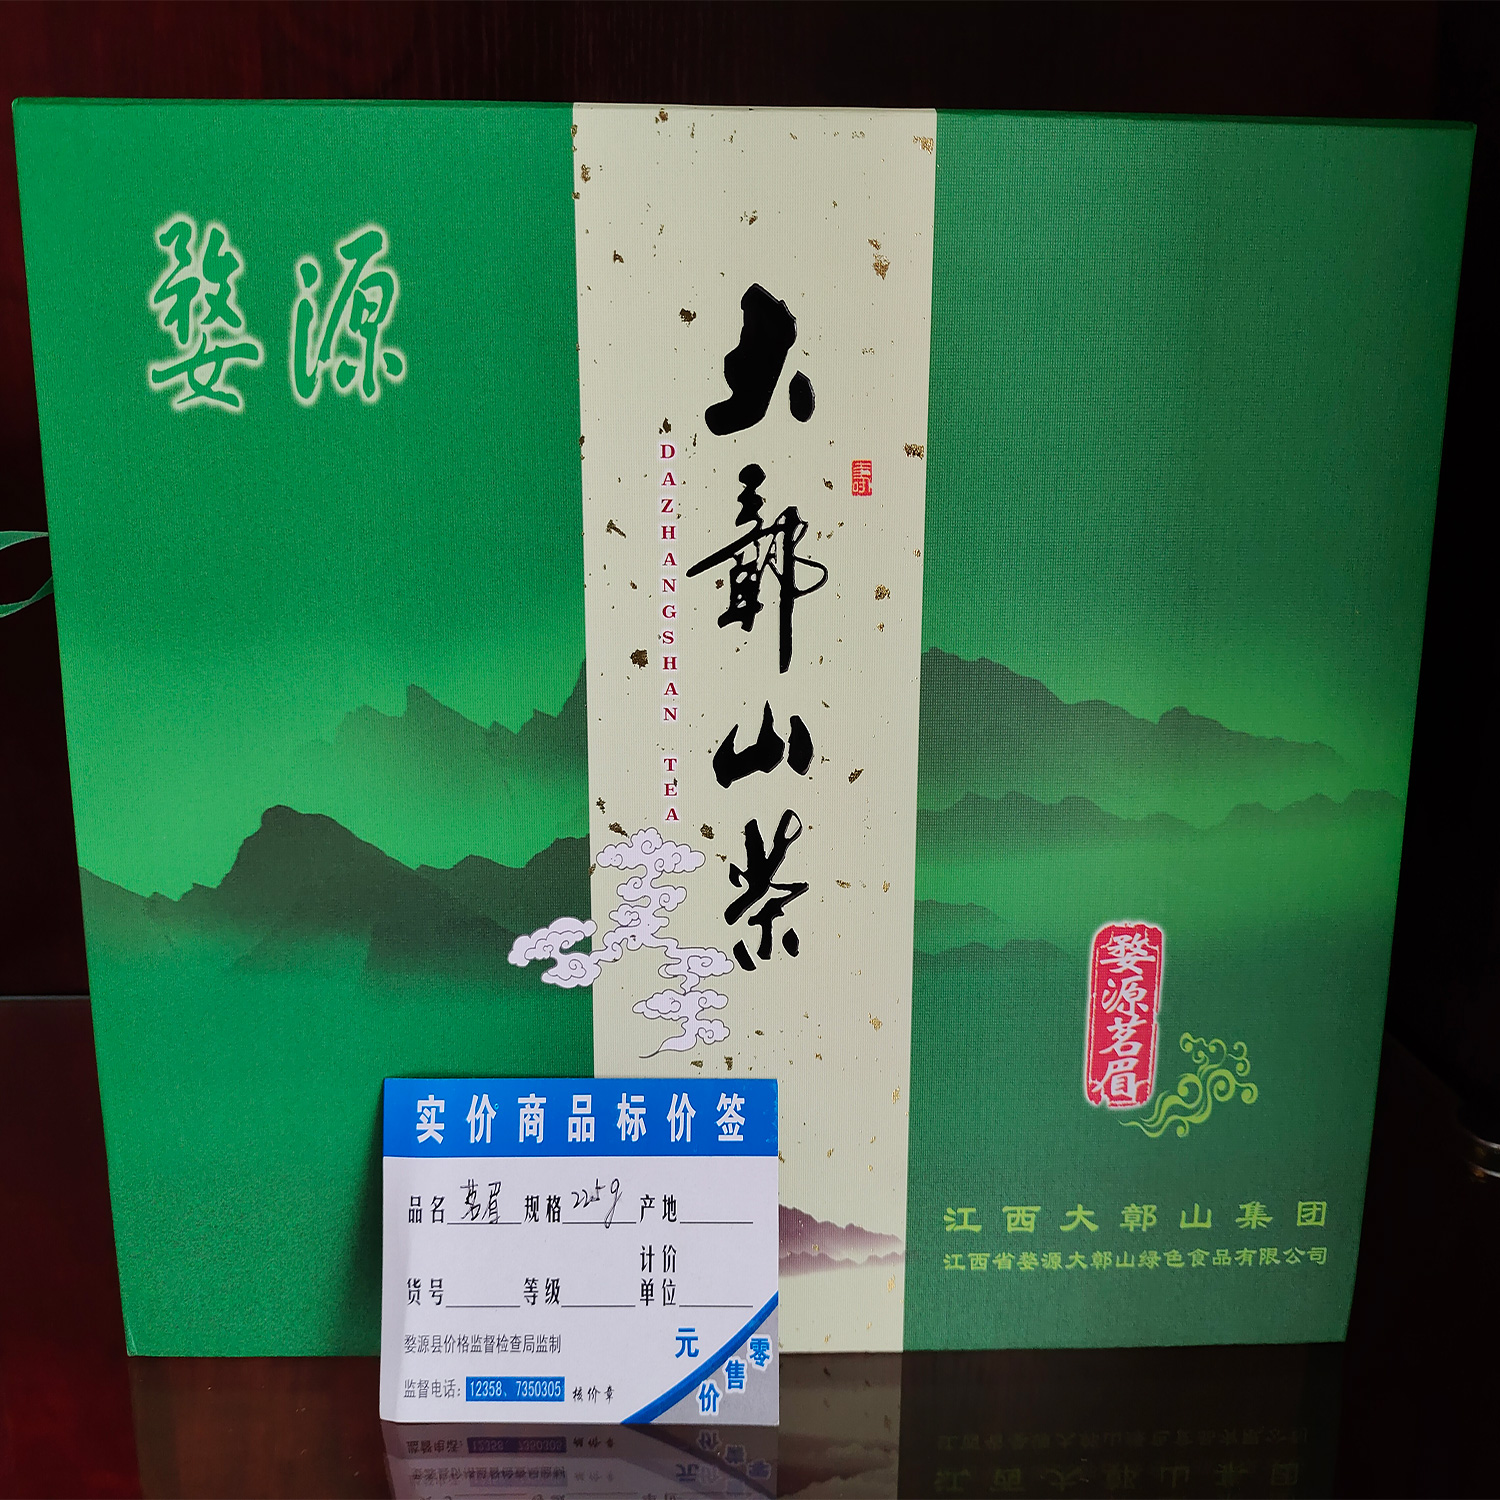 婺源
大鄣山茶
DAZHANGSHAN TEA
婺源茗眉
江西大鄣山集团
江西省婺源大鄣山绿色食品有限公司
实价商品标价签
品名 茗眉 规格 225g 产地
货号 等级 计价单位
婺源县价格监督检查局监制
元
零售价
监督电话: 12358、7350305 核价章